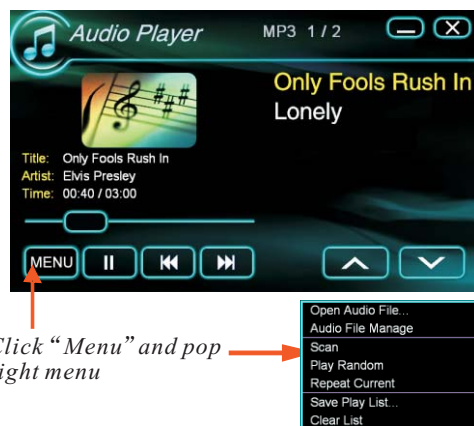 Audio Player
MP3 1/2
Only Fools Rush In
Lonely
Title: Only Fools Rush In
Artist: Elvis Presley
Time: 00:40 / 03:00
MENU
Click “Menu” and pop
ight menu
Open Audio File...
Audio File Manage
Scan
Play Random
Repeat Current
Save Play List...
Clear List